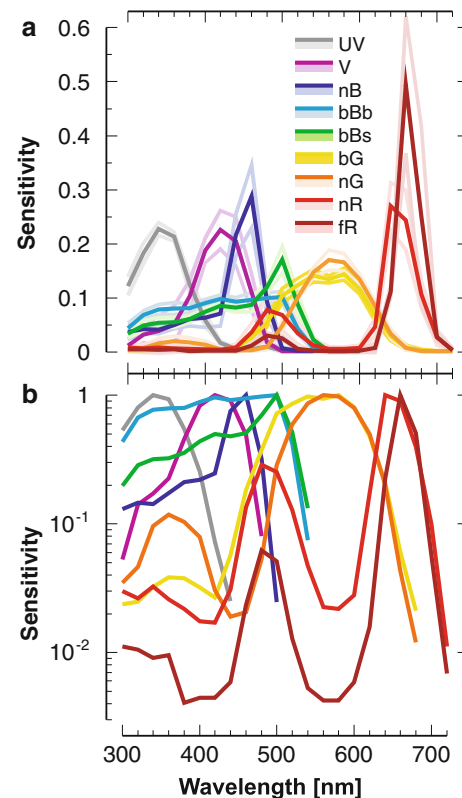 a
0.6
0.5
0.4
0.3
0.2
0.1
0
Sensitivity
UV
V
nB
bBb
bBs
bG
nG
nR
fR
b
1
10⁻¹
10⁻²
Sensitivity
300 400 500 600 700
Wavelength [nm]